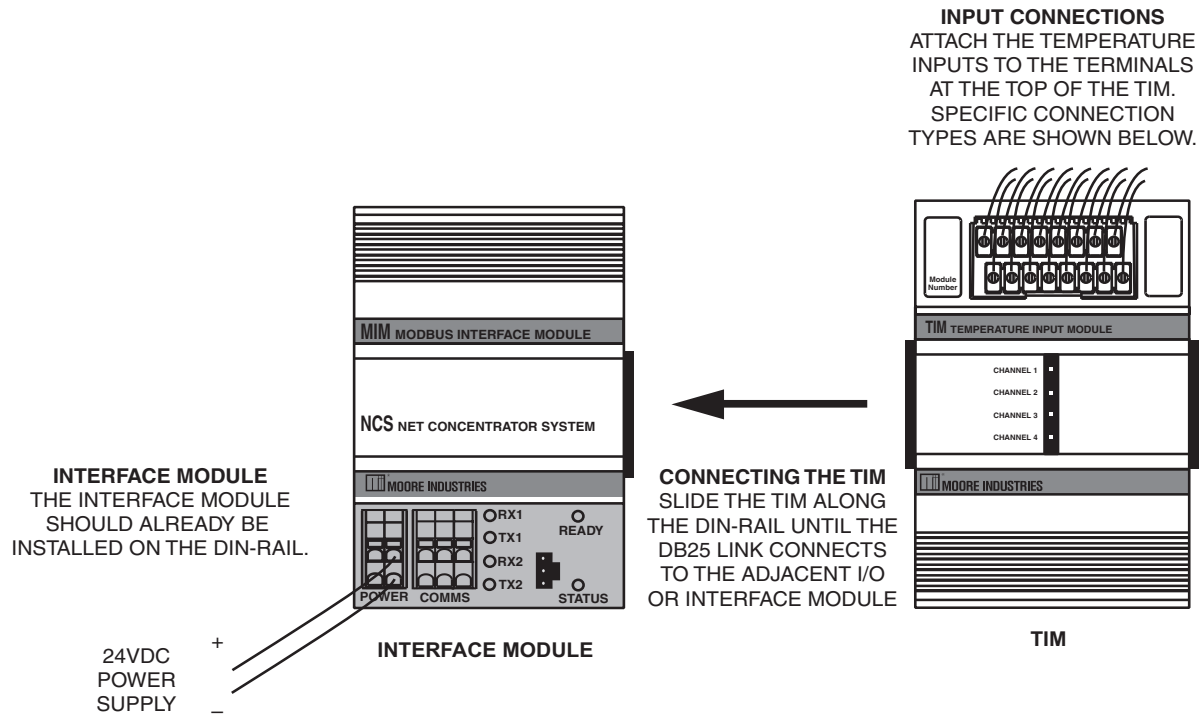 INPUT CONNECTIONS
ATTACH THE TEMPERATURE
INPUTS TO THE TERMINALS
AT THE TOP OF THE TIM.
SPECIFIC CONNECTION
TYPES ARE SHOWN BELOW.
Module
Number
MIM MODBUS INTERFACE MODULE
TIM TEMPERATURE INPUT MODULE
CHANNEL 1
CHANNEL 2
CHANNEL 3
CHANNEL 4
NCS NET CONCENTRATOR SYSTEM
INTERFACE MODULE
THE INTERFACE MODULE
SHOULD ALREADY BE
INSTALLED ON THE DIN-RAIL.
MOORE INDUSTRIES
RX1
TX1
RX2
TX2
READY
STATUS
POWER COMMS
CONNECTING THE TIM
SLIDE THE TIM ALONG
THE DIN-RAIL UNTIL THE
DB25 LINK CONNECTS
TO THE ADJACENT I/O
OR INTERFACE MODULE
MOORE INDUSTRIES
INTERFACE MODULE
TIM
+
24VDC
POWER
SUPPLY
–